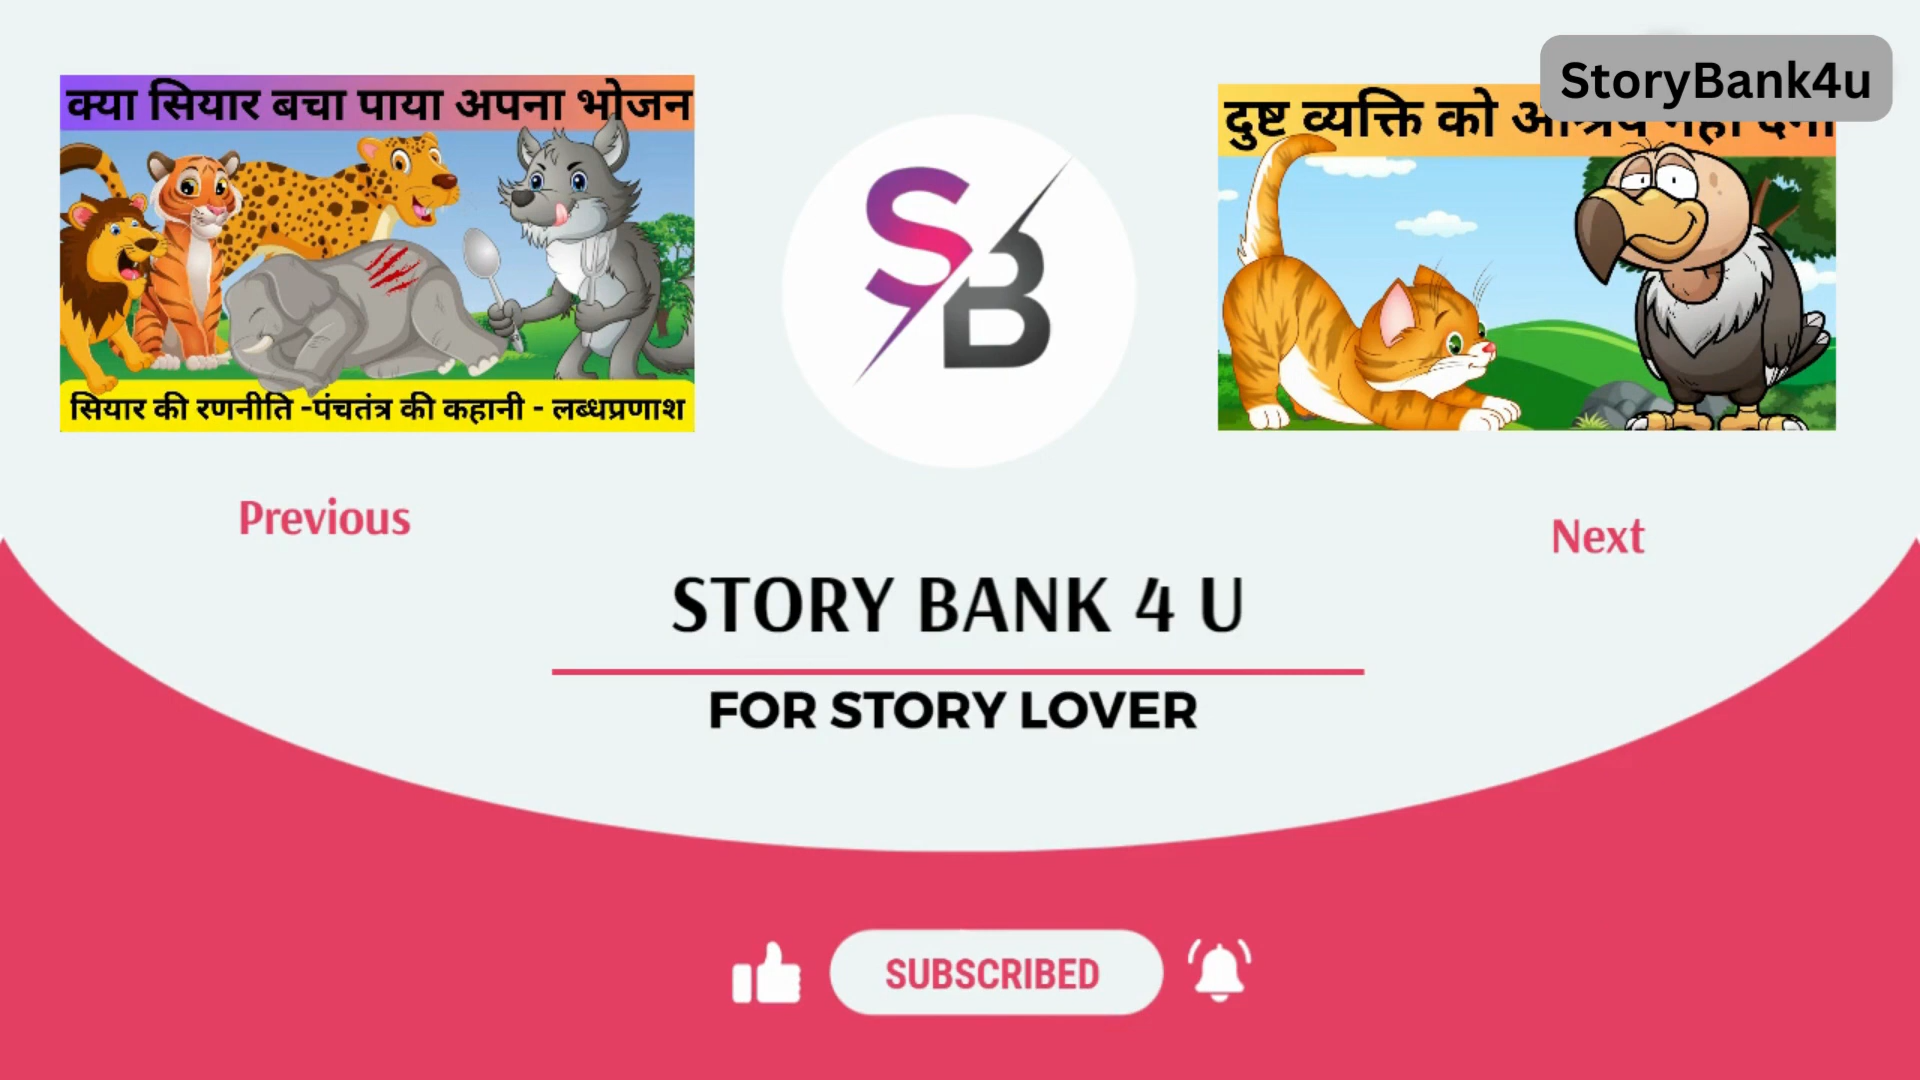 क्या सियार बचा पाया अपना भोजन
सियार की रणनीति -पंचतंत्र की कहानी - लब्धप्रणाश
Previous
SB
StoryBank4u
दुष्ट व्यक्ति को
Next
STORY BANK 4 U
FOR STORY LOVER
SUBSCRIBED